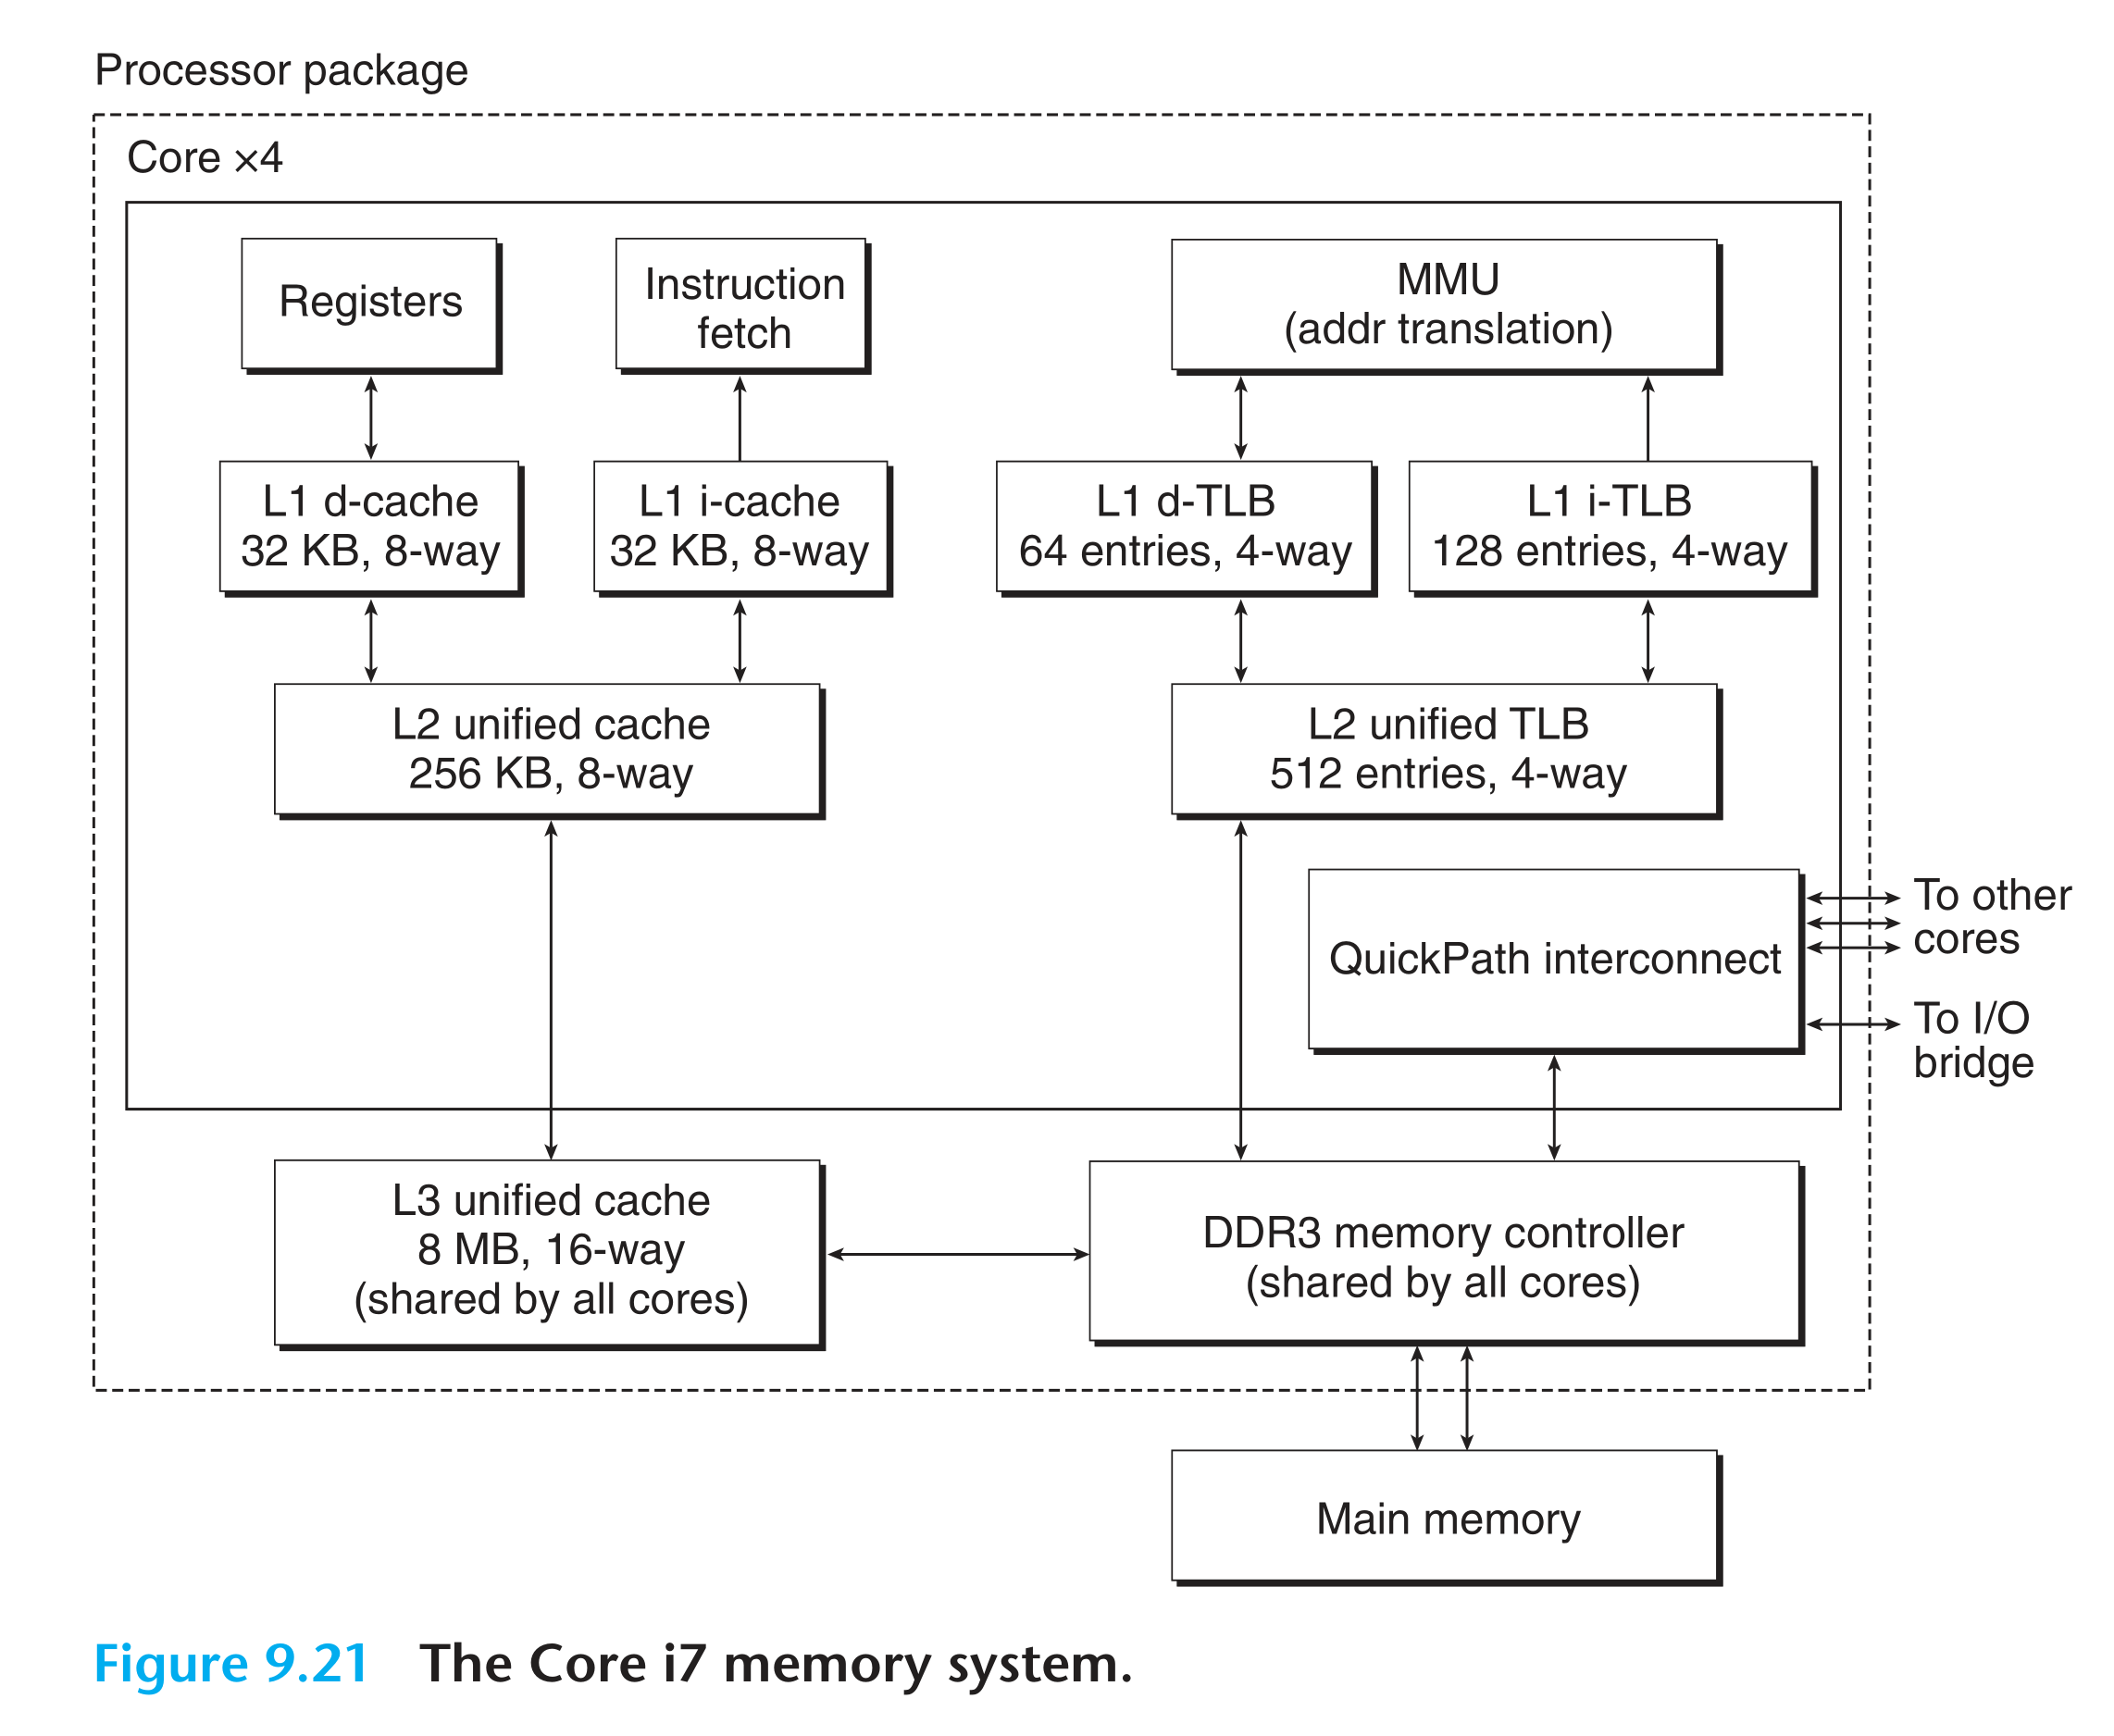 Processor package
Core ×4
Registers
Instruction
fetch
MMU
(addr translation)
L1 d-cache
32 KB, 8-way
L1 i-cache
32 KB, 8-way
L1 d-TLB
64 entries, 4-way
L1 i-TLB
128 entries, 4-way
L2 unified cache
256 KB, 8-way
L2 unified TLB
512 entries, 4-way
QuickPath interconnect
To other
cores
To I/O
bridge
L3 unified cache
8 MB, 16-way
(shared by all cores)
DDR3 memory controller
(shared by all cores)
Main memory
Figure 9.21 The Core i7 memory system.